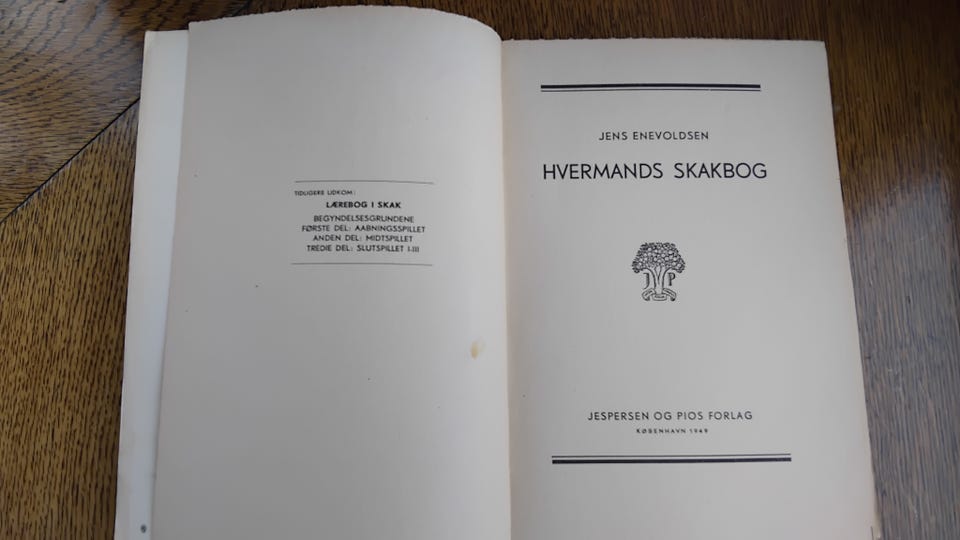 TIDLIGERE UDKOM:
LÆREBOG I SKAK
BEGYNDELSESGRUNDENE
FØRSTE DEL: AABNINGSSPILLET
ANDEN DEL: MIDTSPILLET
TREDIE DEL: SLUTSPILLET I-III
JENS ENEVOLDSEN
HVERMANDS SKAKBOG
J P
JESPERSEN OG PIOS FORLAG
KØBENHAVN 1949